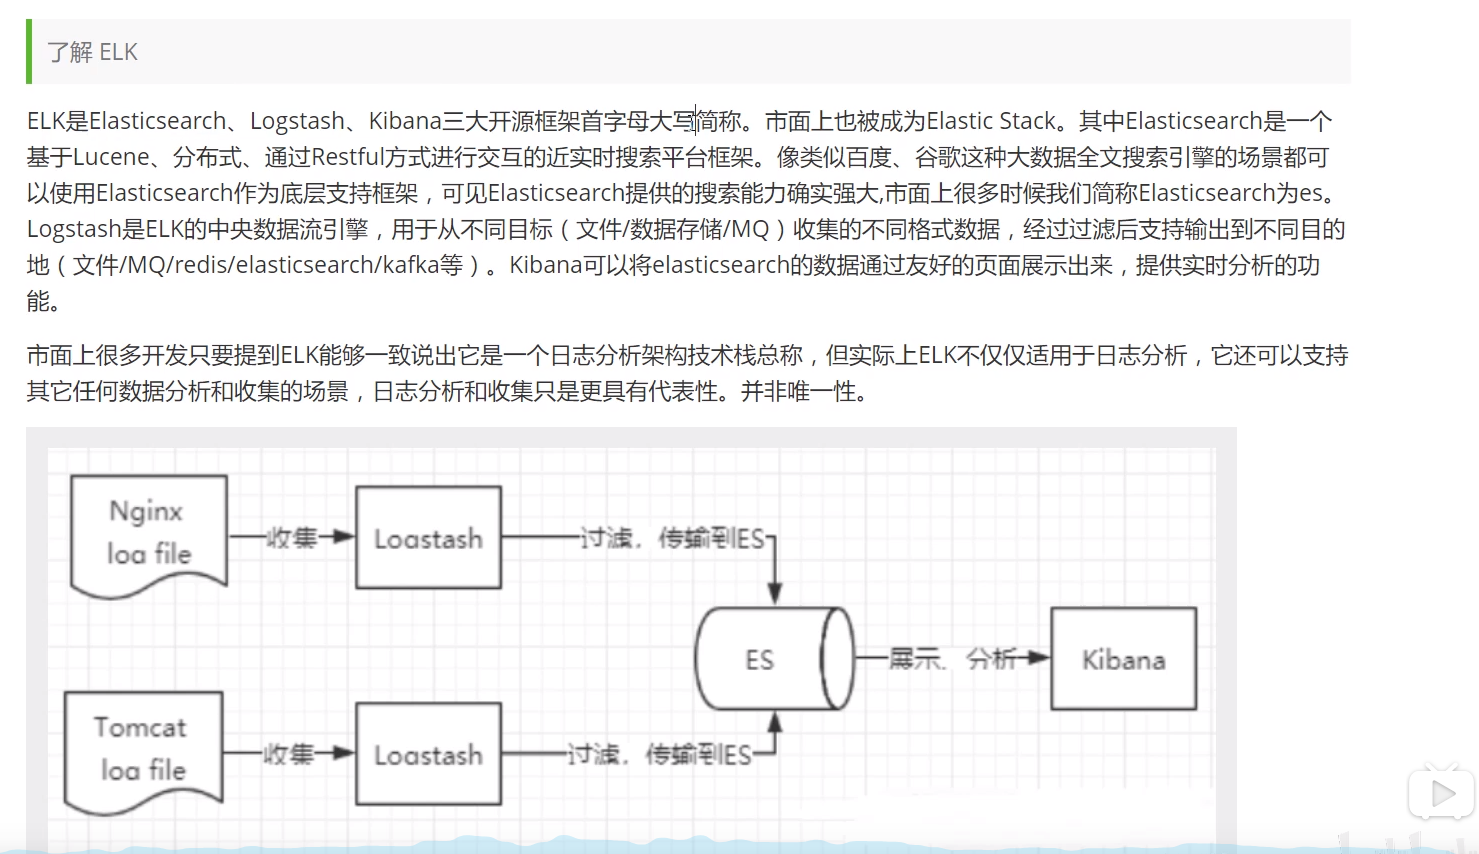 了解 ELK
ELK是Elasticsearch、Logstash、Kibana三大开源框架首字母大写简称。市面上也被成为Elastic Stack。其中Elasticsearch是一个
基于Lucene、分布式、通过Restful方式进行交互的近实时搜索平台框架。像类似百度、谷歌这种大数据全文搜索引擎的场景都可
以使用Elasticsearch作为底层支持框架，可见Elasticsearch提供的搜索能力确实强大,市面上很多时候我们简称Elasticsearch为es。
Logstash是ELK的中央数据流引擎，用于从不同目标（文件/数据存储/MQ）收集的不同格式数据，经过过滤后支持输出到不同目的
地（文件/MQ/redis/elasticsearch/kafka等）。Kibana可以将elasticsearch的数据通过友好的页面展示出来，提供实时分析的功
能。
市面上很多开发只要提到ELK能够一致说出它是一个日志分析架构技术栈总称，但实际上ELK不仅仅适用于日志分析，它还可以支持
其它任何数据分析和收集的场景，日志分析和收集只是更具有代表性。并非唯一性。
Nginx
log file
收集
Logstash
过滤，传输到ES
ES
展示、分析
Kibana
Tomcat
log file
收集
Logstash
过滤，传输到ES